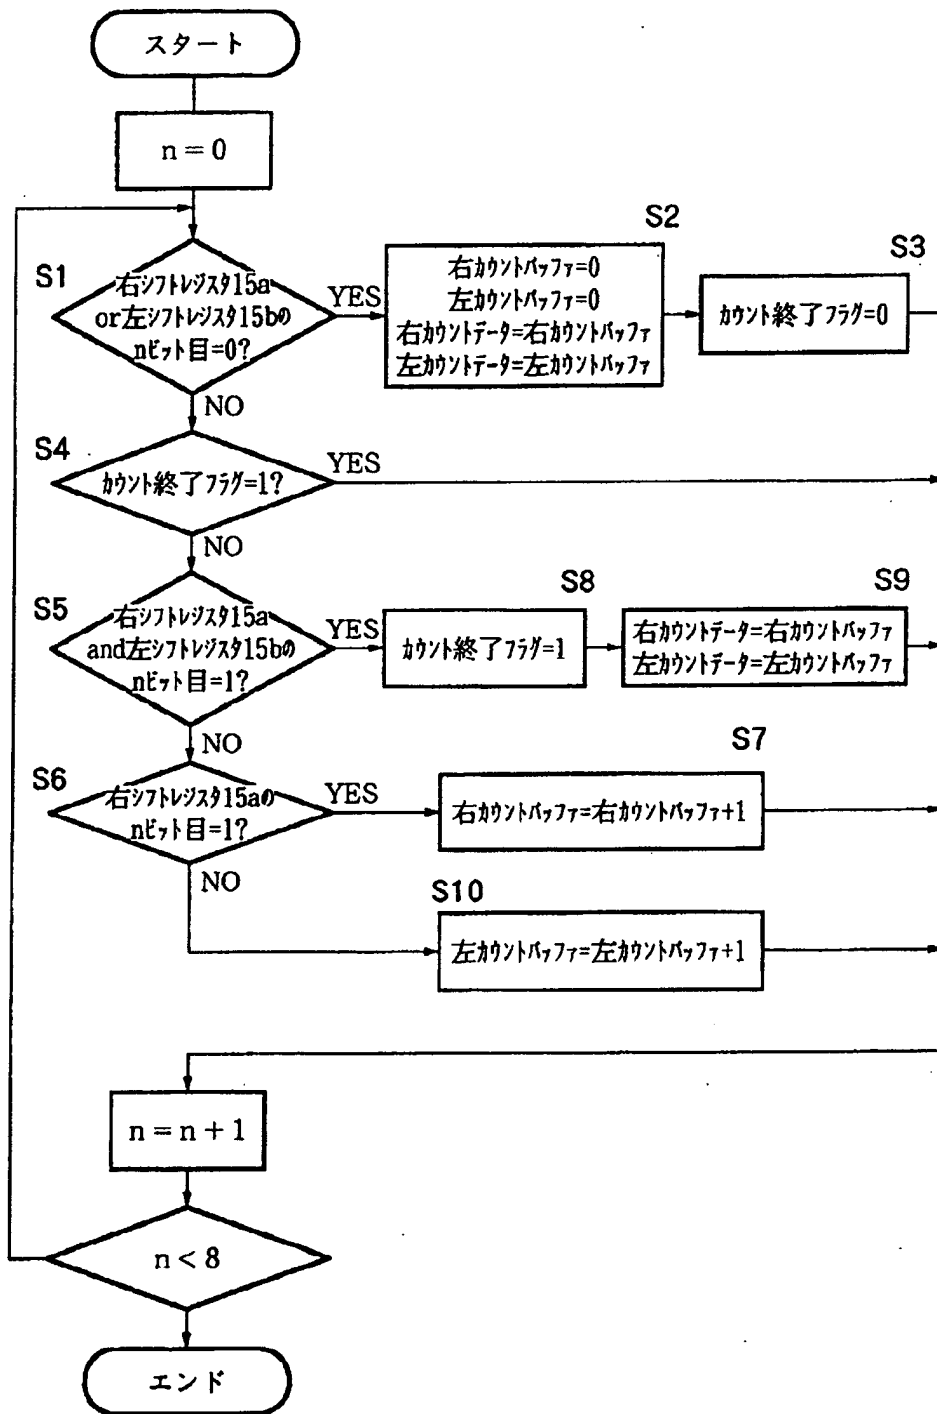 スタート
n = 0
S1
右シフトレジスタ15a
or左シフトレジスタ15bの
nビット目=0?
YES
NO
S2
右カウントバッファ=0
左カウントバッファ=0
右カウントデータ=右カウントバッファ
左カウントデータ=左カウントバッファ
S3
カウント終了フラグ=0
S4
カウント終了フラグ=1?
YES
NO
S5
右シフトレジスタ15a
and左シフトレジスタ15bの
nビット目=1?
YES
NO
S8
カウント終了フラグ=1
S9
右カウントデータ=右カウントバッファ
左カウントデータ=左カウントバッファ
S6
右シフトレジスタ15aの
nビット目=1?
YES
NO
S7
右カウントバッファ=右カウントバッファ+1
S10
左カウントバッファ=左カウントバッファ+1
n = n + 1
n < 8
エンド